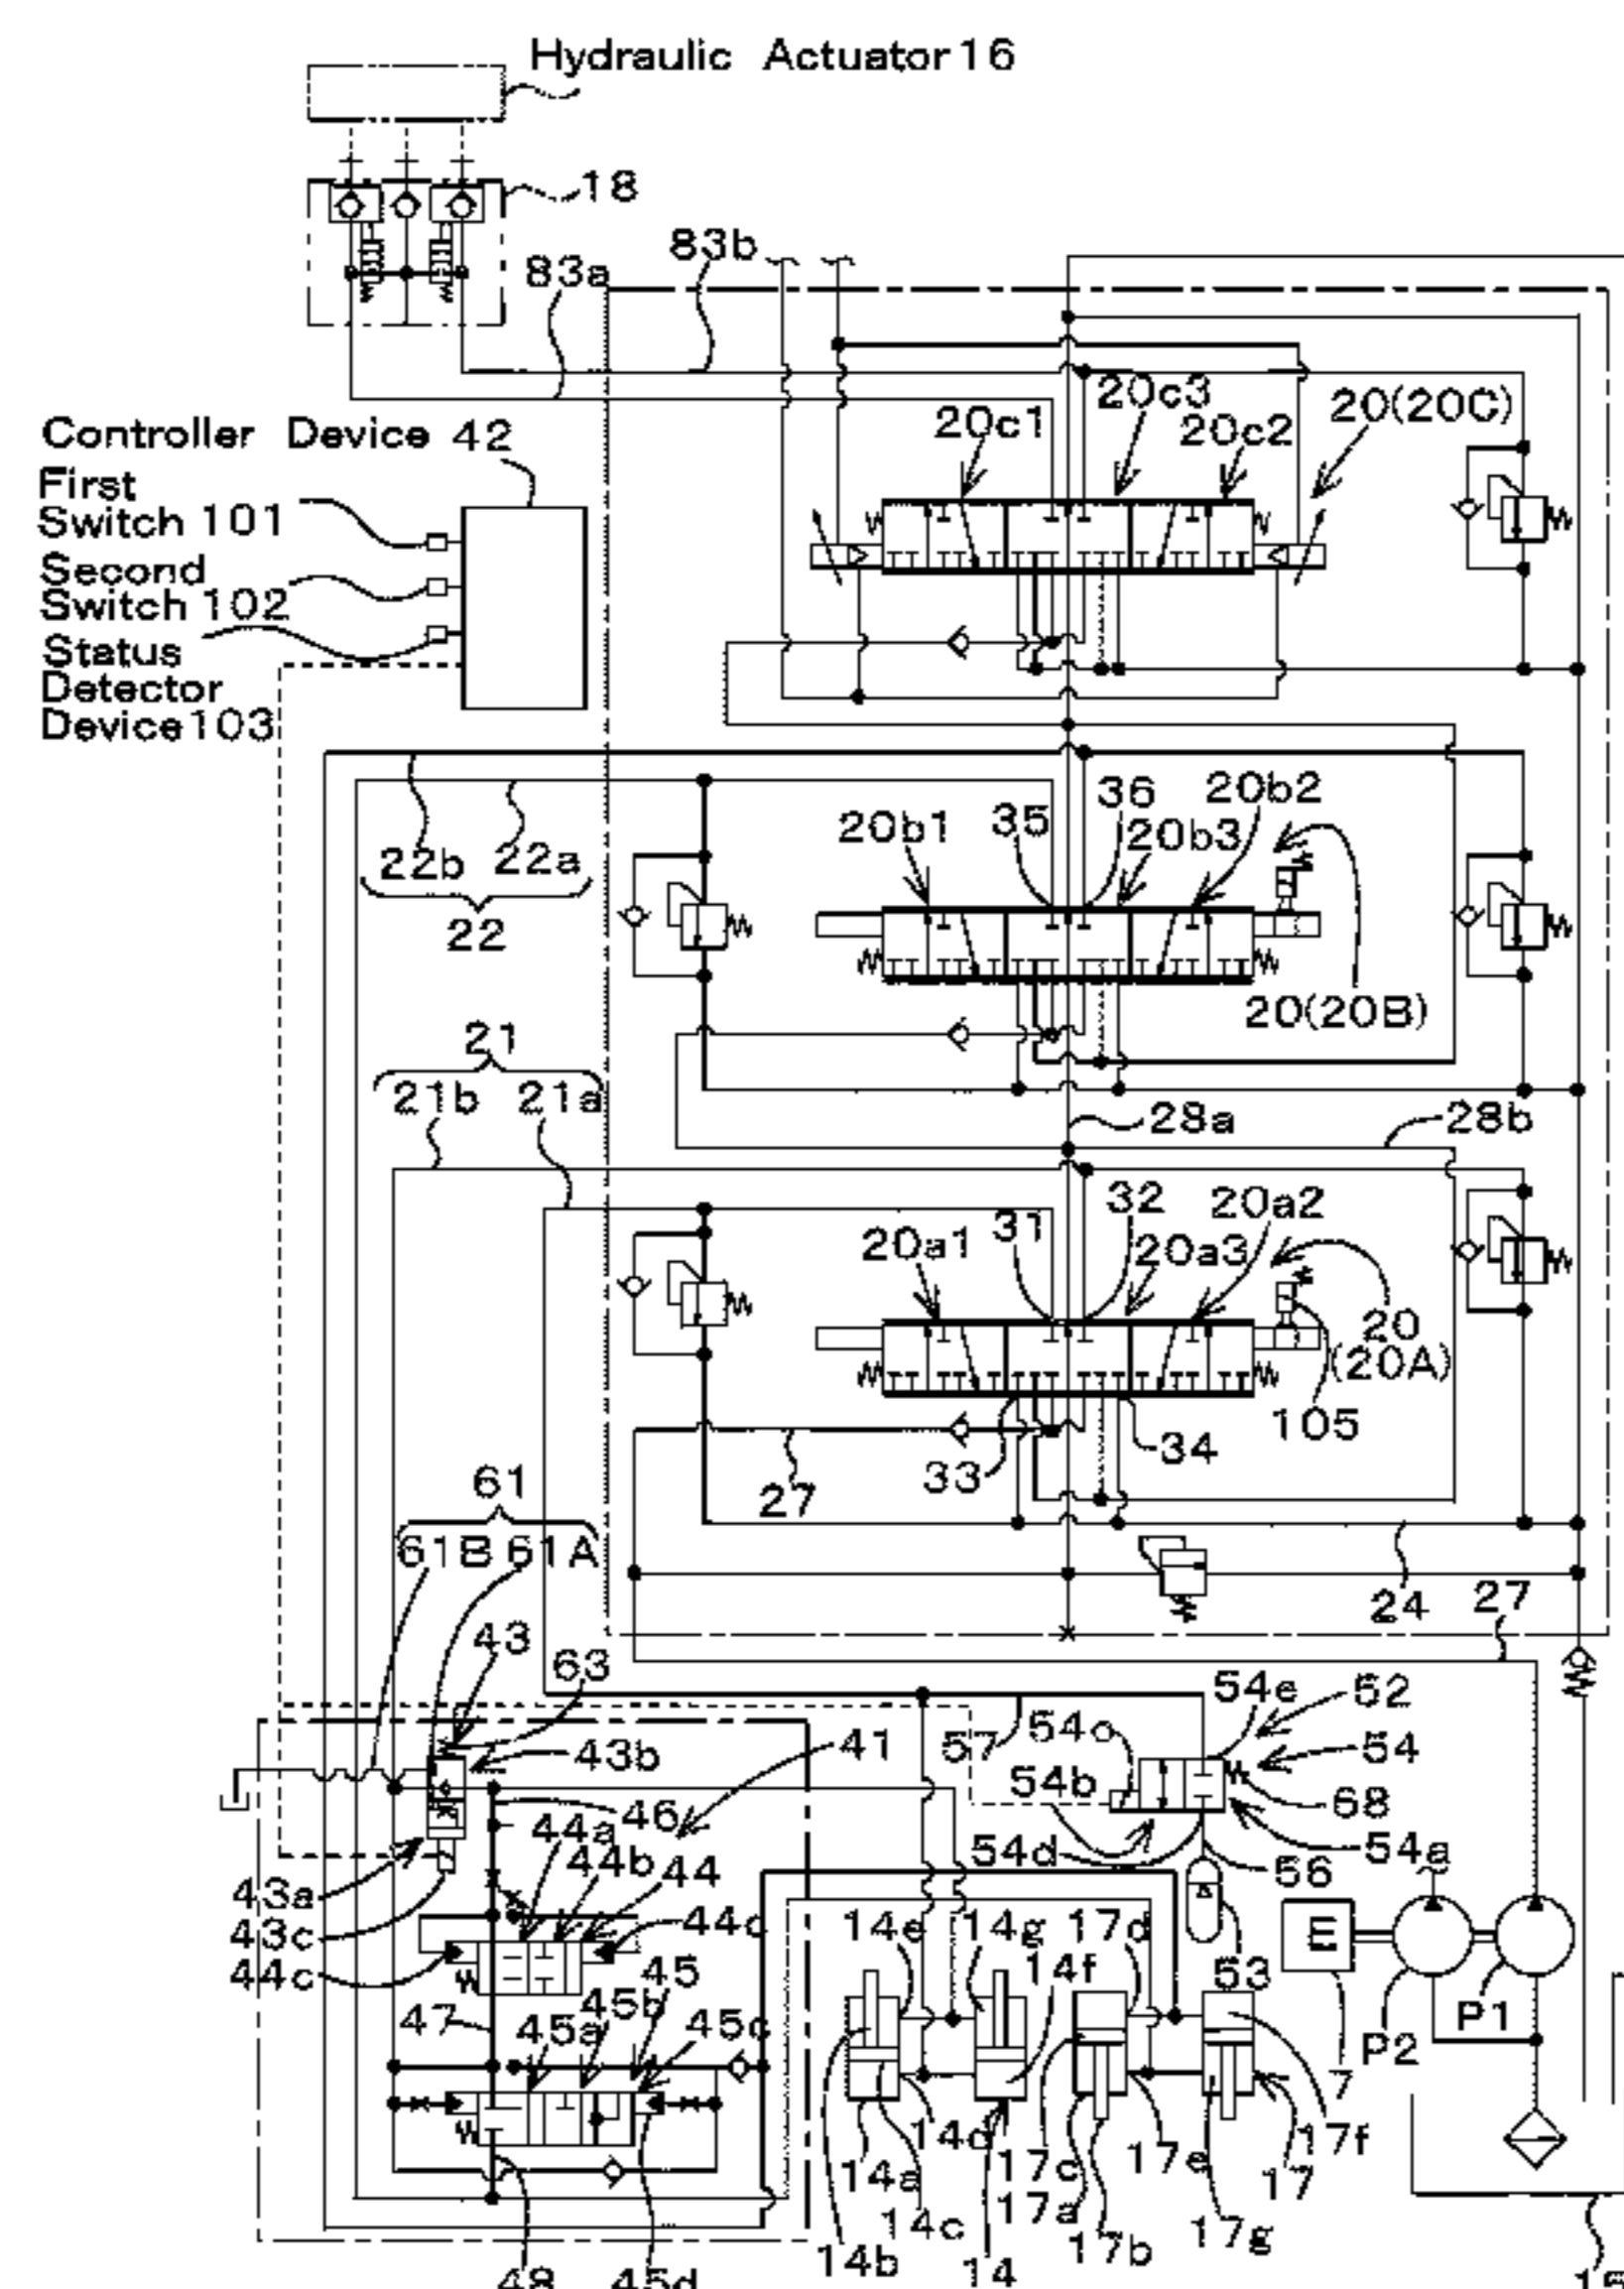 Hydraulic Actuator 16
18
83b
83a
20c3
20(20C)
20c1
20c2
Controller Device 42
First
Switch 101
Second
Switch 102
Status
Detector
Device 103
36
20b2
20b1
35
20b3
22b
22a
22
20(20B)
21
21b
21a
28a
28b
32
20a2
31
20a1
20a3
20
(20A)
105
34
33
27
61
61B
61A
27
24
43
63
54e
52
43b
41
57
54c
54
54b
46
68
44a
44b
44
54d
56
54a
43a
43c
44c
44c
14e
14g
17d
E
53
14f
45
45b
47
45a
45c
P1
P2
7
14d
17f
14a
17c
17e
17
14c
17a
14b
14
17b
17g
48
45d